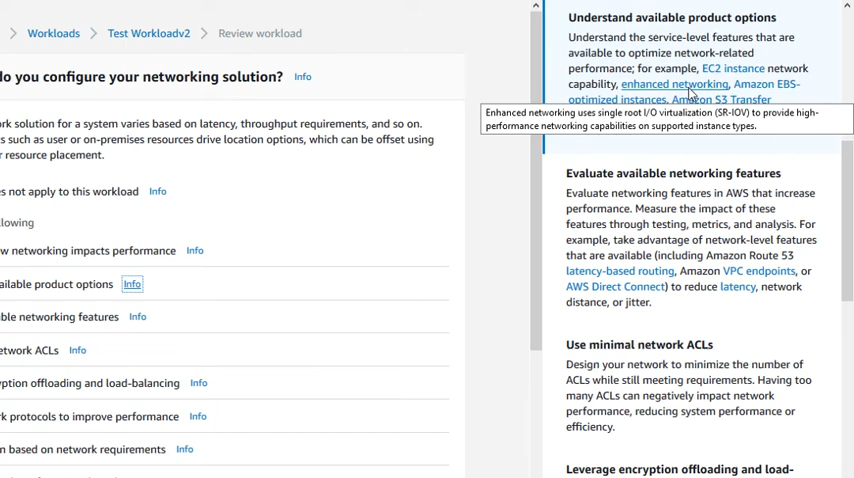 Workloads > Test Workloadv2 > Review workload
do you configure your networking solution? Info
rk solution for a system varies based on latency, throughput requirements, and so on.
s such as user or on-premises resources drive location options, which can be offset using
r resource placement.
es not apply to this workload Info
lowing
w networking impacts performance Info
ailable product options Info
ble networking features Info
etwork ACLs Info
yption offloading and load-balancing Info
rk protocols to improve performance Info
n based on network requirements Info
Understand available product options
Understand the service-level features that are
available to optimize network-related
performance; for example, EC2 instance network
capability, enhanced networking, Amazon EBS-
optimized instances, Amazon S3 Transfer
Enhanced networking uses single root I/O virtualization (SR-IOV) to provide high-
performance networking capabilities on supported instance types.
Evaluate available networking features
Evaluate networking features in AWS that increase
performance. Measure the impact of these
features through testing, metrics, and analysis. For
example, take advantage of network-level features
that are available (including Amazon Route 53
latency-based routing, Amazon VPC endpoints, or
AWS Direct Connect) to reduce latency, network
distance, or jitter.
Use minimal network ACLs
Design your network to minimize the number of
ACLs while still meeting requirements. Having too
many ACLs can negatively impact network
performance, reducing system performance or
efficiency.
Leverage encryption offloading and load-